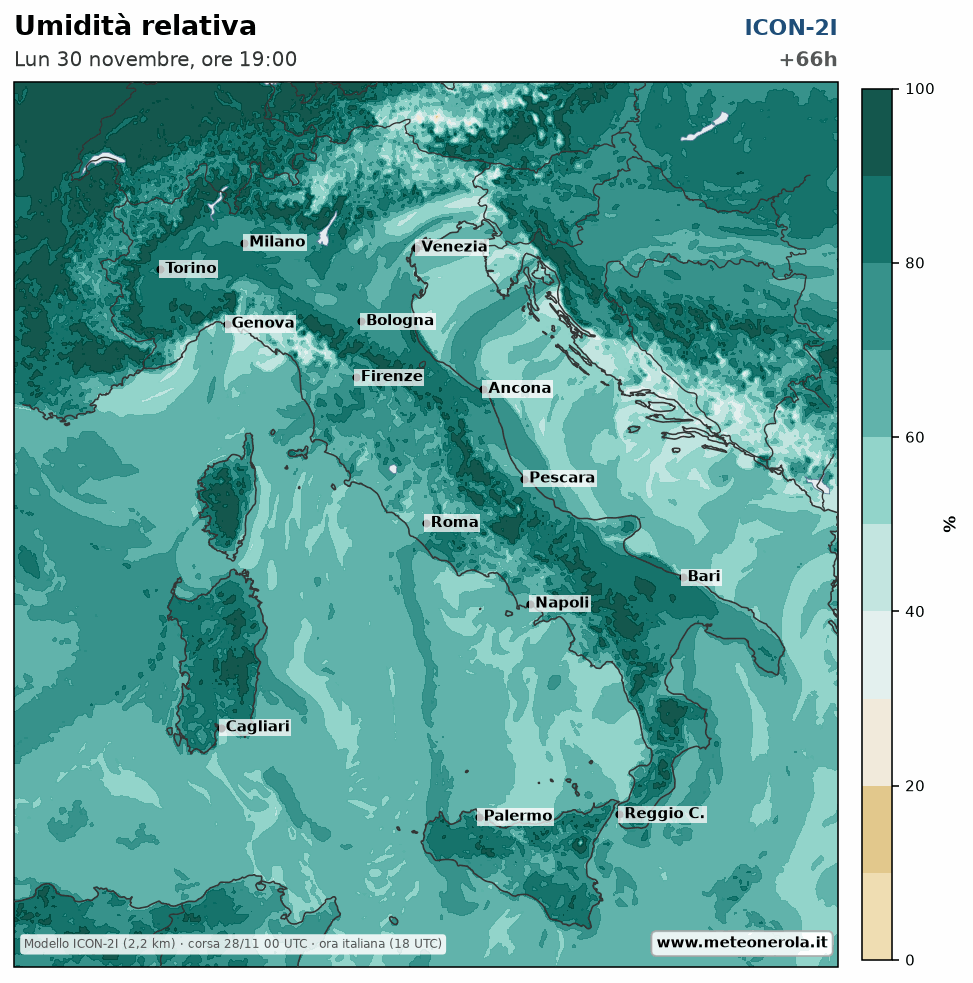 Umidità relativa
ICON-2I
Lun 30 novembre, ore 19:00
+66h
100
80
60
40
20
0
%
Milano
Venezia
Torino
Genova
Bologna
Firenze
Ancona
Pescara
Roma
Bari
Napoli
Cagliari
Palermo
Reggio C.
Modello ICON-2I (2,2 km) · corsa 28/11 00 UTC · ora italiana (18 UTC)
www.meteonerola.it